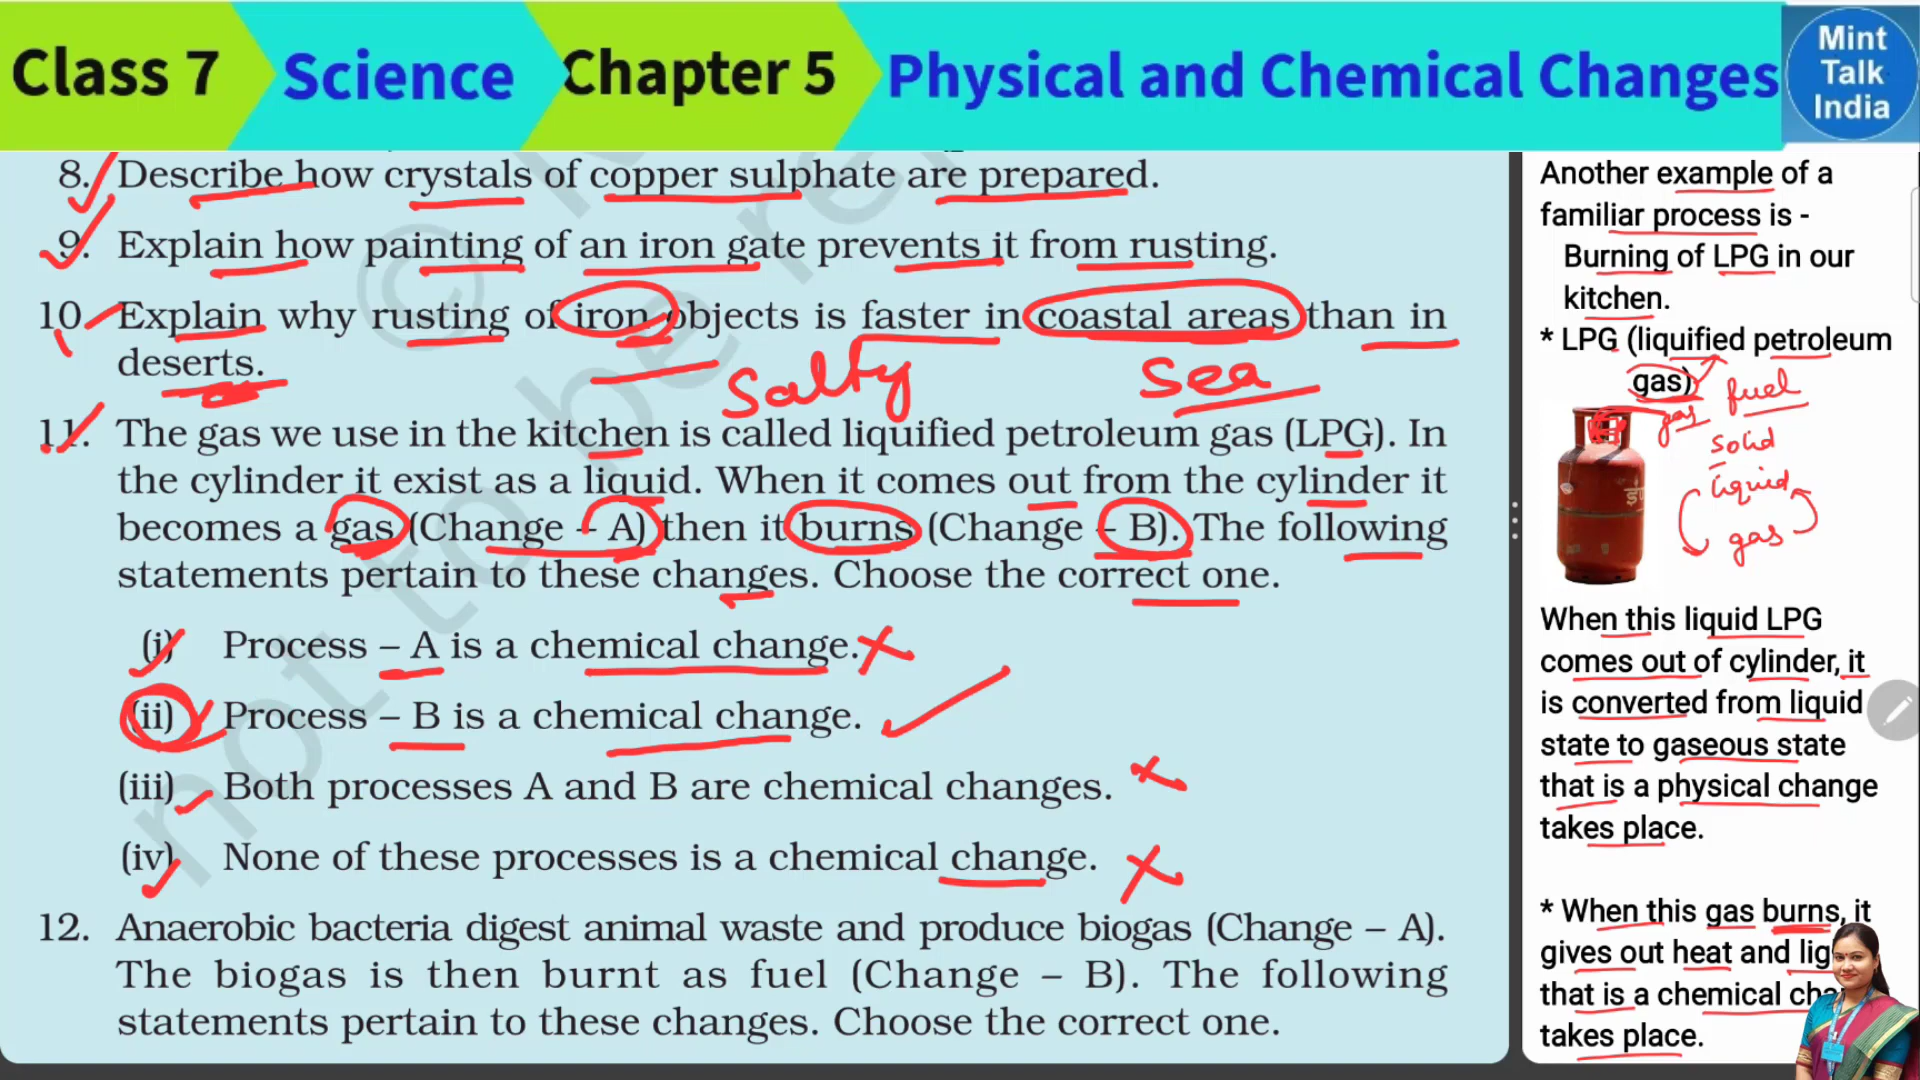 Class 7
Science
Chapter 5
Physical and Chemical Changes
Mint
Talk
India
8. Describe how crystals of copper sulphate are prepared.
9. Explain how painting of an iron gate prevents it from rusting.
10. Explain why rusting of iron objects is faster in coastal areas than in
deserts.
Salty
Sea
11. The gas we use in the kitchen is called liquified petroleum gas (LPG). In
the cylinder it exist as a liquid. When it comes out from the cylinder it
becomes a gas (Change – A) then it burns (Change – B). The following
statements pertain to these changes. Choose the correct one.
(i) Process – A is a chemical change.
(ii) Process – B is a chemical change.
(iii) Both processes A and B are chemical changes.
(iv) None of these processes is a chemical change.
12. Anaerobic bacteria digest animal waste and produce biogas (Change – A).
The biogas is then burnt as fuel (Change – B). The following
statements pertain to these changes. Choose the correct one.
not to be re
Another example of a
familiar process is -
Burning of LPG in our
kitchen.
* LPG (liquified petroleum
gas)
fuel
gas
solid
liquid
gas
When this liquid LPG
comes out of cylinder, it
is converted from liquid
state to gaseous state
that is a physical change
takes place.
* When this gas burns, it
gives out heat and
that is a chemical
takes place.